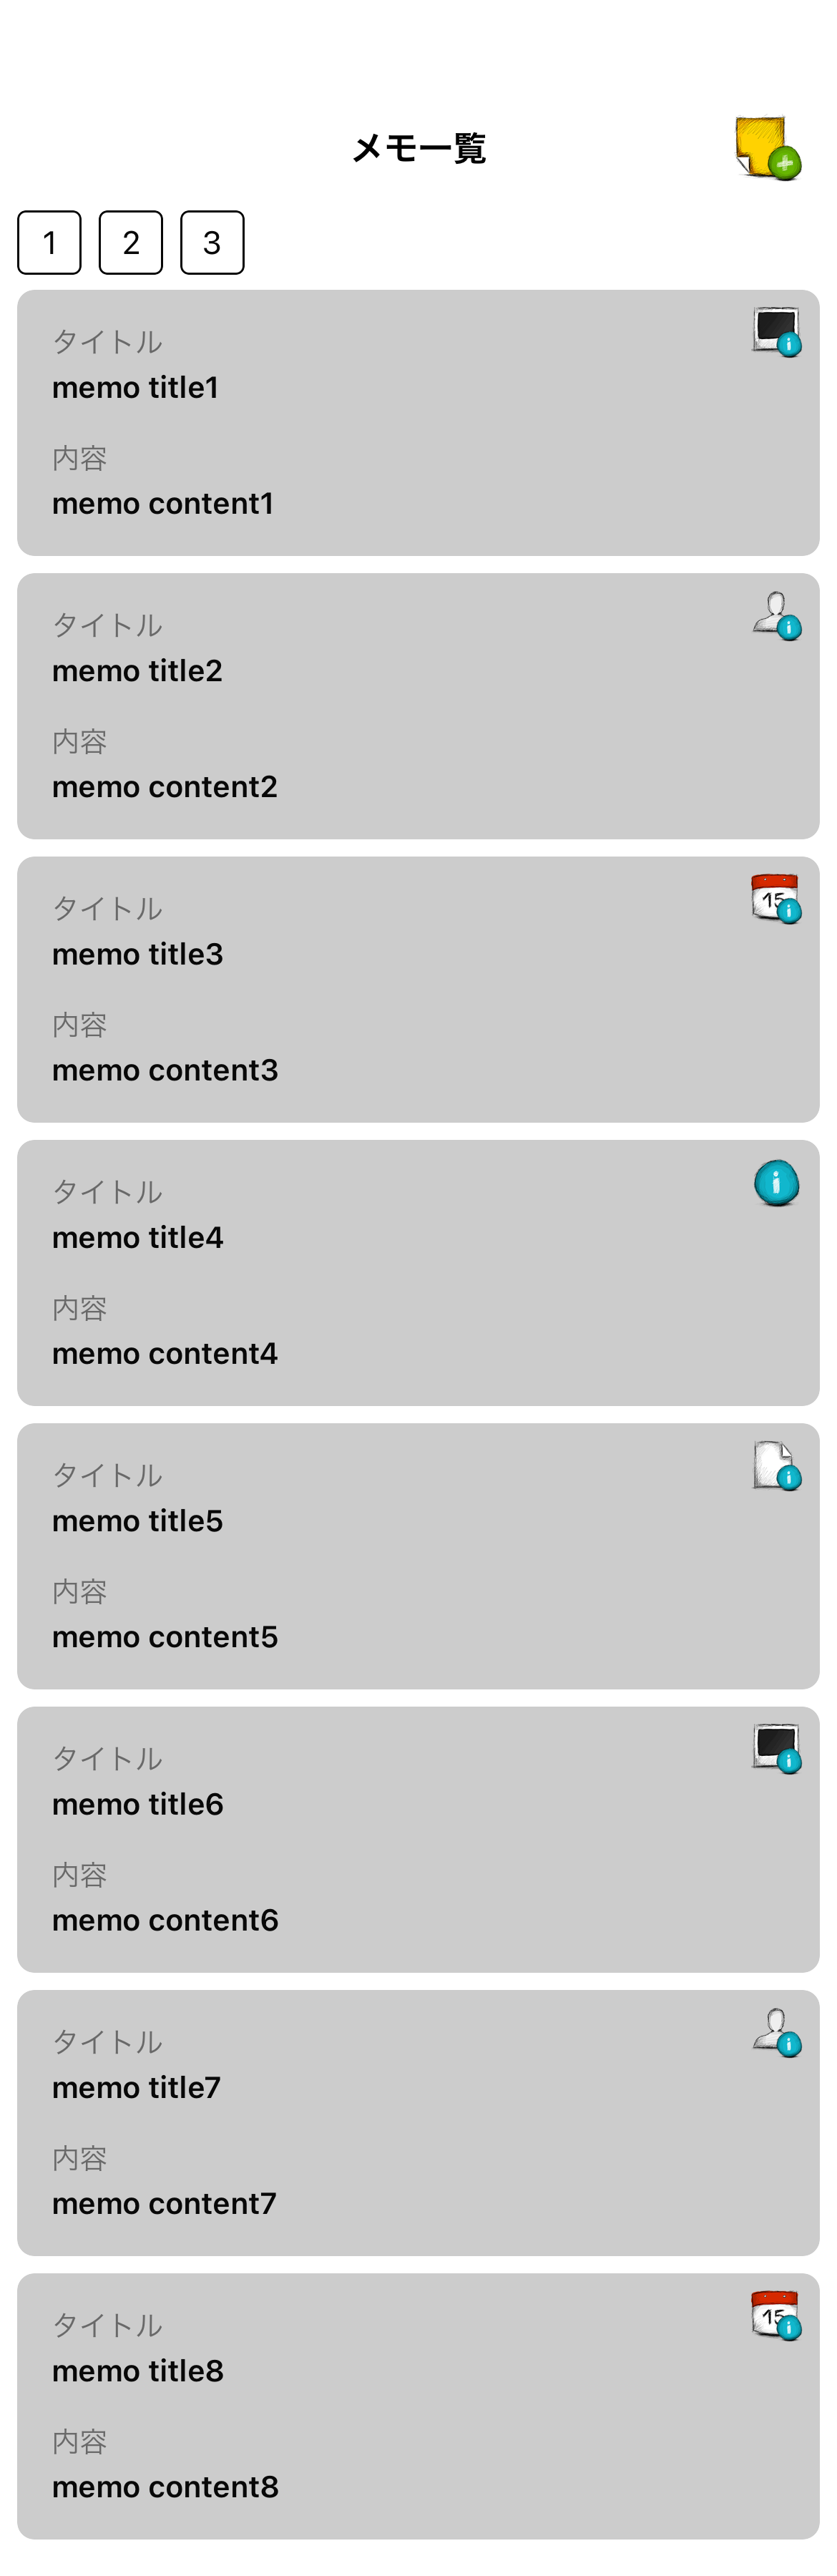 メモ一覧
1 2 3
タイトル
memo title1
内容
memo content1
タイトル
memo title2
内容
memo content2
タイトル
memo title3
15
内容
memo content3
タイトル
memo title4
内容
memo content4
タイトル
memo title5
内容
memo content5
タイトル
memo title6
内容
memo content6
タイトル
memo title7
内容
memo content7
タイトル
memo title8
15
内容
memo content8